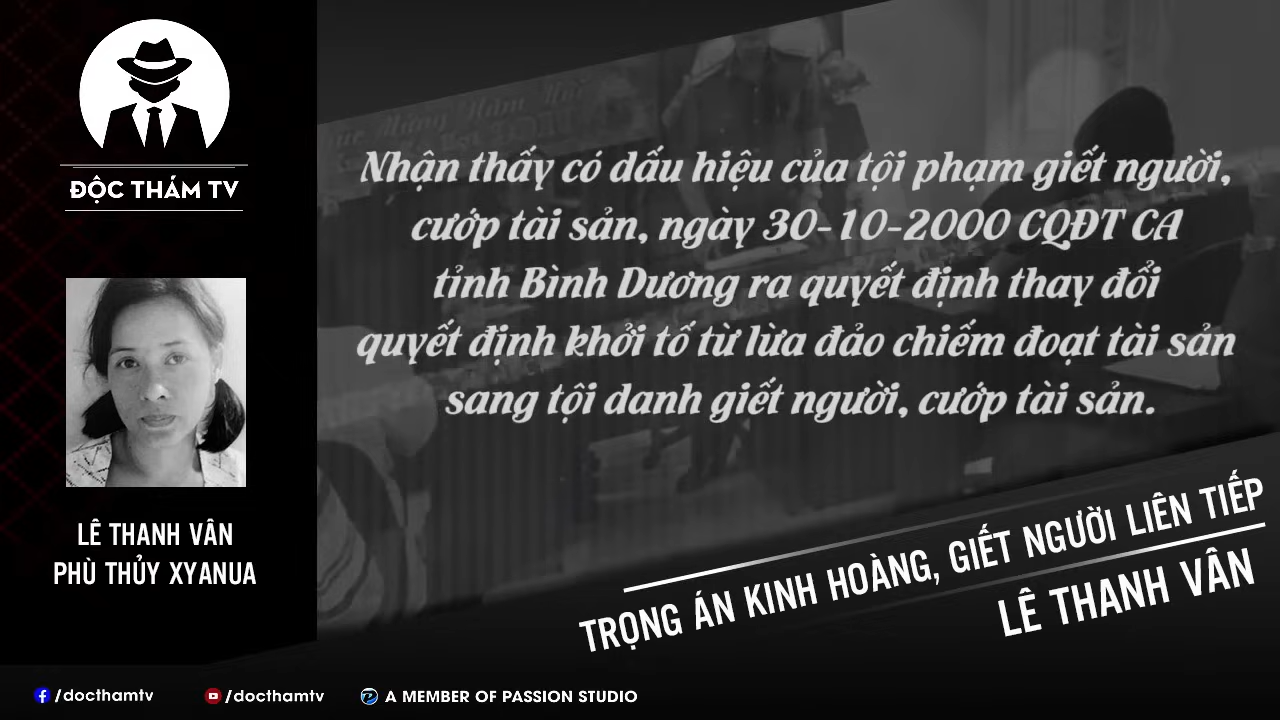 ĐỘC THÁM TV
LÊ THANH VÂN
PHÙ THỦY XYANUA
Nhận thấy có dấu hiệu của tội phạm giết người,
cướp tài sản, ngày 30-10-2000 CQĐT CA
tỉnh Bình Dương ra quyết định thay đổi
quyết định khởi tố từ lừa đảo chiếm đoạt tài sản
sang tội danh giết người, cướp tài sản.
TRỌNG ÁN KINH HOÀNG, GIẾT NGƯỜI LIÊN TIẾP
LÊ THANH VÂN
/docthamtv
/docthamtv
A MEMBER OF PASSION STUDIO